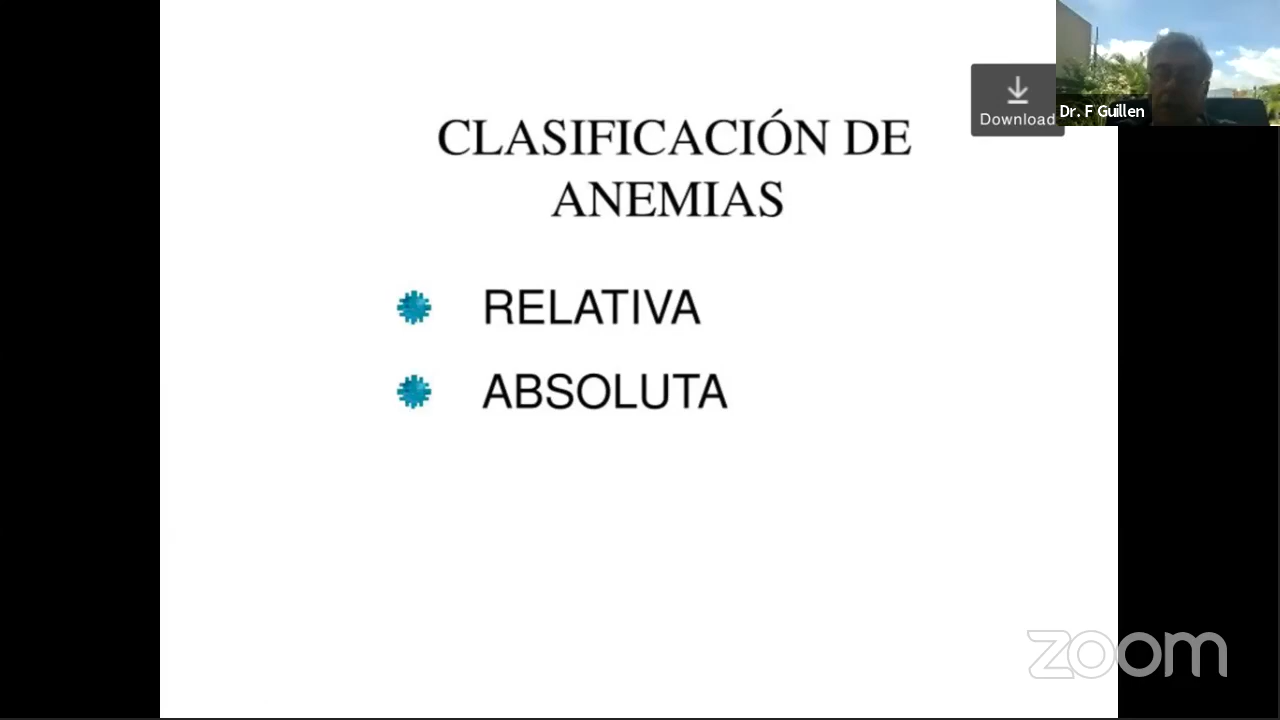 CLASIFICACIÓN DE
ANEMIAS
RELATIVA
ABSOLUTA
Download
Dr. F Guillen
zoom